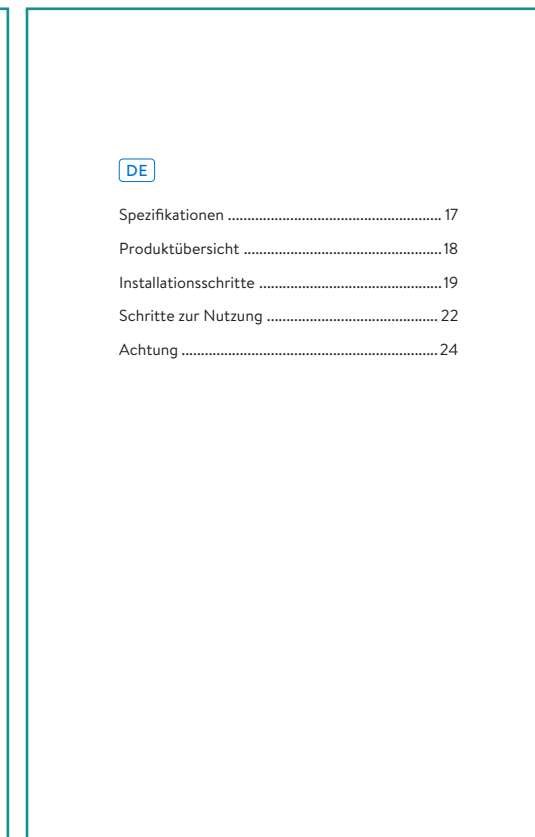 DE
Spezifikationen ...................................................... 17
Produktübersicht .................................................. 18
Installationsschritte .............................................. 19
Schritte zur Nutzung ........................................... 22
Achtung ................................................................. 24